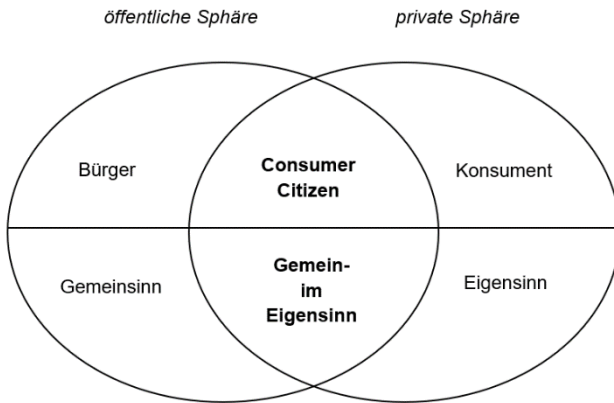 öffentliche Sphäre
private Sphäre
Bürger
Consumer
Citizen
Konsument
Gemeinsinn
Gemein-
im
Eigensinn
Eigensinn